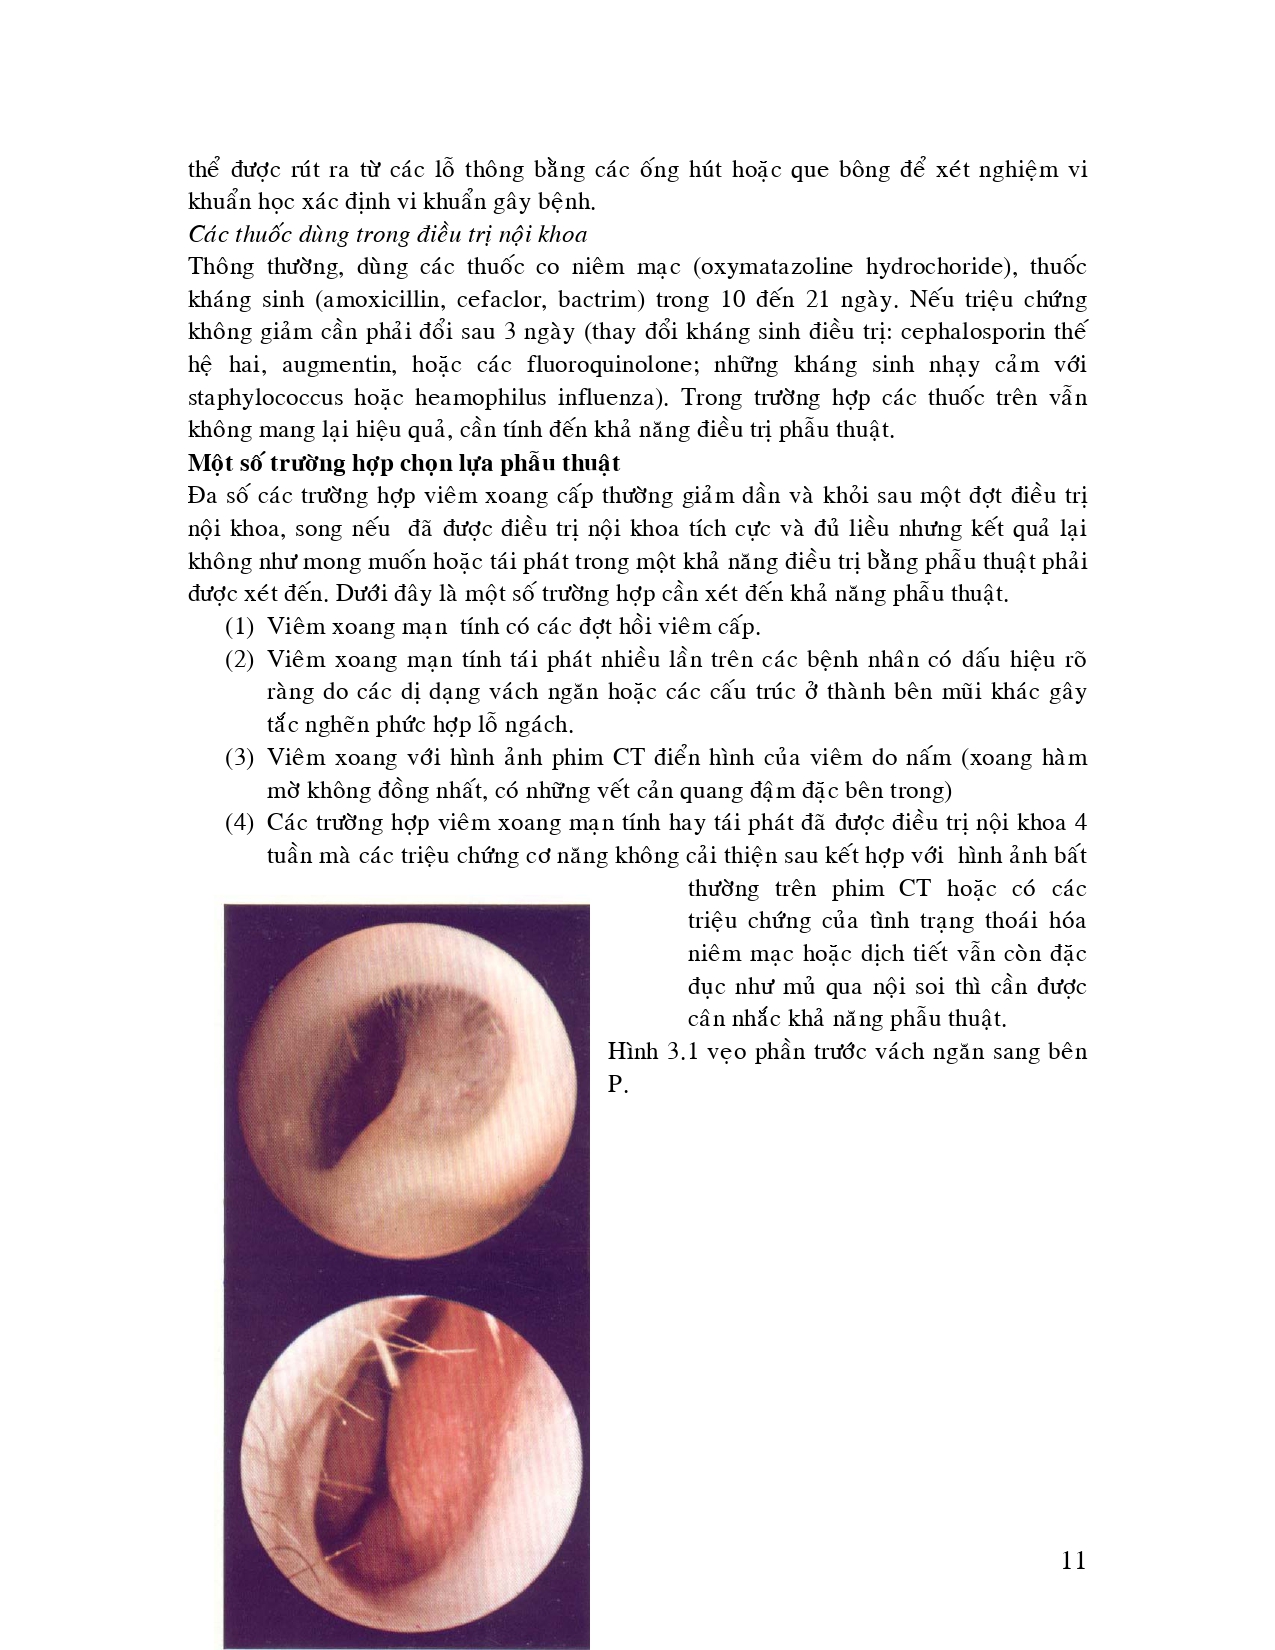 thể được rút ra từ các lỗ thông bằng các ống hút hoặc que bông để xét nghiệm vi
khuẩn học xác định vi khuẩn gây bệnh.
Các thuốc dùng trong điều trị nội khoa
Thông thường, dùng các thuốc co niêm mạc (oxymatazoline hydrochoride), thuốc
kháng sinh (amoxicillin, cefaclor, bactrim) trong 10 đến 21 ngày. Nếu triệu chứng
không giảm cần phải đổi sau 3 ngày (thay đổi kháng sinh điều trị: cephalosporin thế
hệ hai, augmentin, hoặc các fluoroquinolone; những kháng sinh nhạy cảm với
staphylococcus hoặc heamophilus influenza). Trong trường hợp các thuốc trên vẫn
không mang lại hiệu quả, cần tính đến khả năng điều trị phẫu thuật.
Một số trường hợp chọn lựa phẫu thuật
Đa số các trường hợp viêm xoang cấp thường giảm dần và khỏi sau một đợt điều trị
nội khoa, song nếu đã được điều trị nội khoa tích cực và đủ liều nhưng kết quả lại
không như mong muốn hoặc tái phát trong một khả năng điều trị bằng phẫu thuật phải
được xét đến. Dưới đây là một số trường hợp cần xét đến khả năng phẫu thuật.
(1) Viêm xoang mạn tính có các đợt hồi viêm cấp.
(2) Viêm xoang mạn tính tái phát nhiều lần trên các bệnh nhân có dấu hiệu rõ
ràng do các dị dạng vách ngăn hoặc các cấu trúc ở thành bên mũi khác gây
tắc nghẽn phức hợp lỗ ngách.
(3) Viêm xoang với hình ảnh phim CT điển hình của viêm do nấm (xoang hàm
mờ không đồng nhất, có những vết cản quang đậm đặc bên trong)
(4) Các trường hợp viêm xoang mạn tính hay tái phát đã được điều trị nội khoa 4
tuần mà các triệu chứng cơ năng không cải thiện sau kết hợp với hình ảnh bất
thường trên phim CT hoặc có các
triệu chứng của tình trạng thoái hóa
niêm mạc hoặc dịch tiết vẫn còn đặc
đục như mủ qua nội soi thì cần được
cân nhắc khả năng phẫu thuật.
Hình 3.1 vẹo phần trước vách ngăn sang bên
P.
11